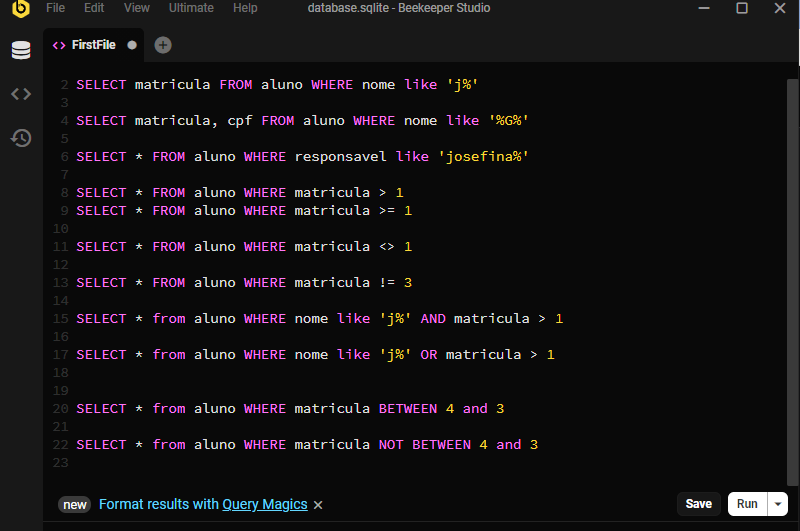 File Edit View Ultimate Help database.sqlite - Beekeeper Studio
<> FirstFile
2 SELECT matricula FROM aluno WHERE nome like 'j%'
3
4 SELECT matricula, cpf FROM aluno WHERE nome like '%G%'
5
6 SELECT * FROM aluno WHERE responsavel like 'josefina%'
7
8 SELECT * FROM aluno WHERE matricula > 1
9 SELECT * FROM aluno WHERE matricula >= 1
10
11 SELECT * FROM aluno WHERE matricula <> 1
12
13 SELECT * FROM aluno WHERE matricula != 3
14
15 SELECT * from aluno WHERE nome like 'j%' AND matricula > 1
16
17 SELECT * from aluno WHERE nome like 'j%' OR matricula > 1
18
19
20 SELECT * from aluno WHERE matricula BETWEEN 4 and 3
21
22 SELECT * from aluno WHERE matricula NOT BETWEEN 4 and 3
23
new Format results with Query Magics ×
Save Run